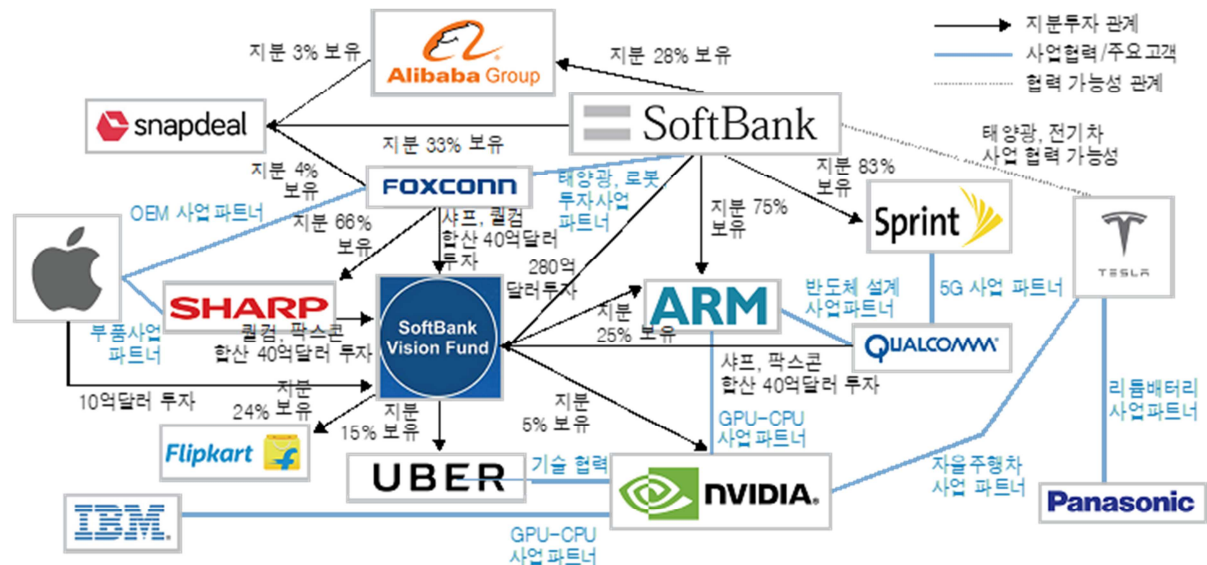 지분투자 관계
사업협력/주요고객
협력 가능성 관계
지분 3% 보유
Alibaba Group
지분 28% 보유
snapdeal
SoftBank
태양광, 전기차
사업 협력 가능성
지분 33% 보유
지분 4%
보유
FOXCONN
태양광, 로봇
투자사업
파트너
지분 83%
보유
OEM 사업 파트너
지분 66%
보유
샤프, 퀄컴
합산 40억달러
투자
지분 75%
보유
Sprint
TESLA
280억
달러투자
SHARP
SoftBank
Vision Fund
ARM
반도체 설계
사업파트너
5G 사업 파트너
부품사업
파트너
퀄컴, 팍스콘
합산 40억달러 투자
지분
25% 보유
QUALCOMM
샤프, 팍스콘
합산 40억달러 투자
10억달러 투자
지분
24% 보유
지분
15% 보유
지분
5% 보유
GPU-CPU
사업파트너
리튬배터리
사업파트너
Flipkart
UBER
기술 협력
NVIDIA
자율주행차
사업 파트너
Panasonic
IBM
GPU-CPU
사업파트너